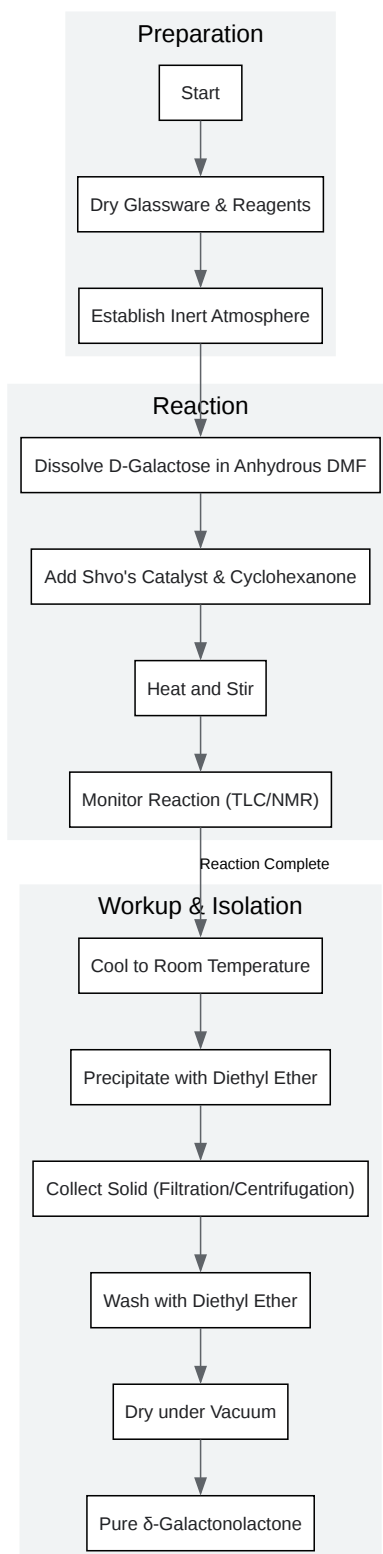 Preparation
Start
Dry Glassware & Reagents
Establish Inert Atmosphere
Reaction
Dissolve D-Galactose in Anhydrous DMF
Add Shvo's Catalyst & Cyclohexanone
Heat and Stir
Monitor Reaction (TLC/NMR)
Reaction Complete
Workup & Isolation
Cool to Room Temperature
Precipitate with Diethyl Ether
Collect Solid (Filtration/Centrifugation)
Wash with Diethyl Ether
Dry under Vacuum
Pure δ-Galactonolactone